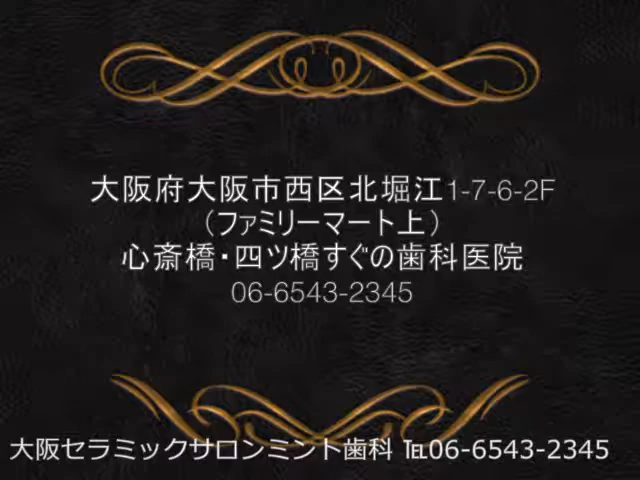 大阪府大阪市西区北堀江1-7-6-2F
（ファミリーマート上）
心斎橋・四ツ橋すぐの歯科医院
06-6543-2345
大阪セラミックサロンミント歯科 ℡06-6543-2345